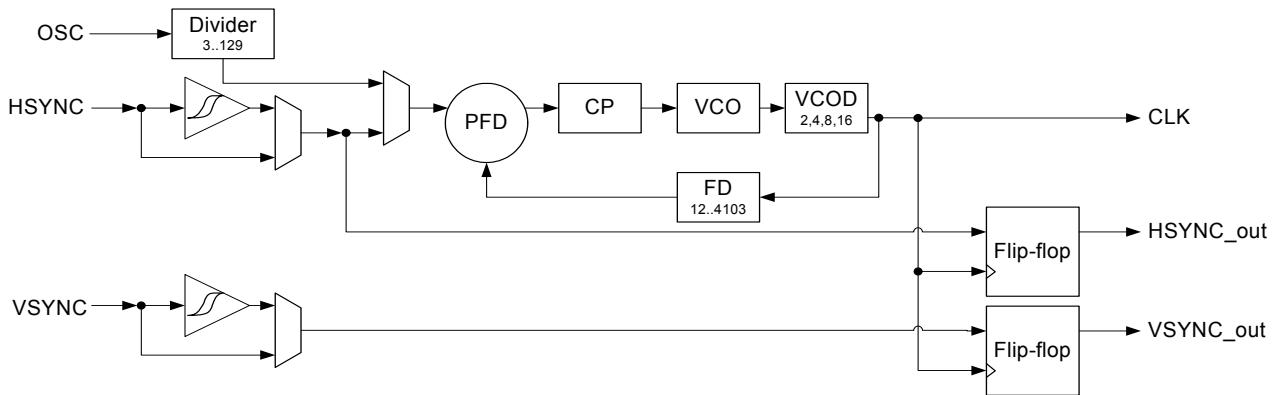 OSC
Divider
3..129
HSYNC
PFD
CP
VCO
VCOD
2,4,8,16
CLK
FD
12..4103
Flip-flop
HSYNC_out
VSYNC
Flip-flop
VSYNC_out